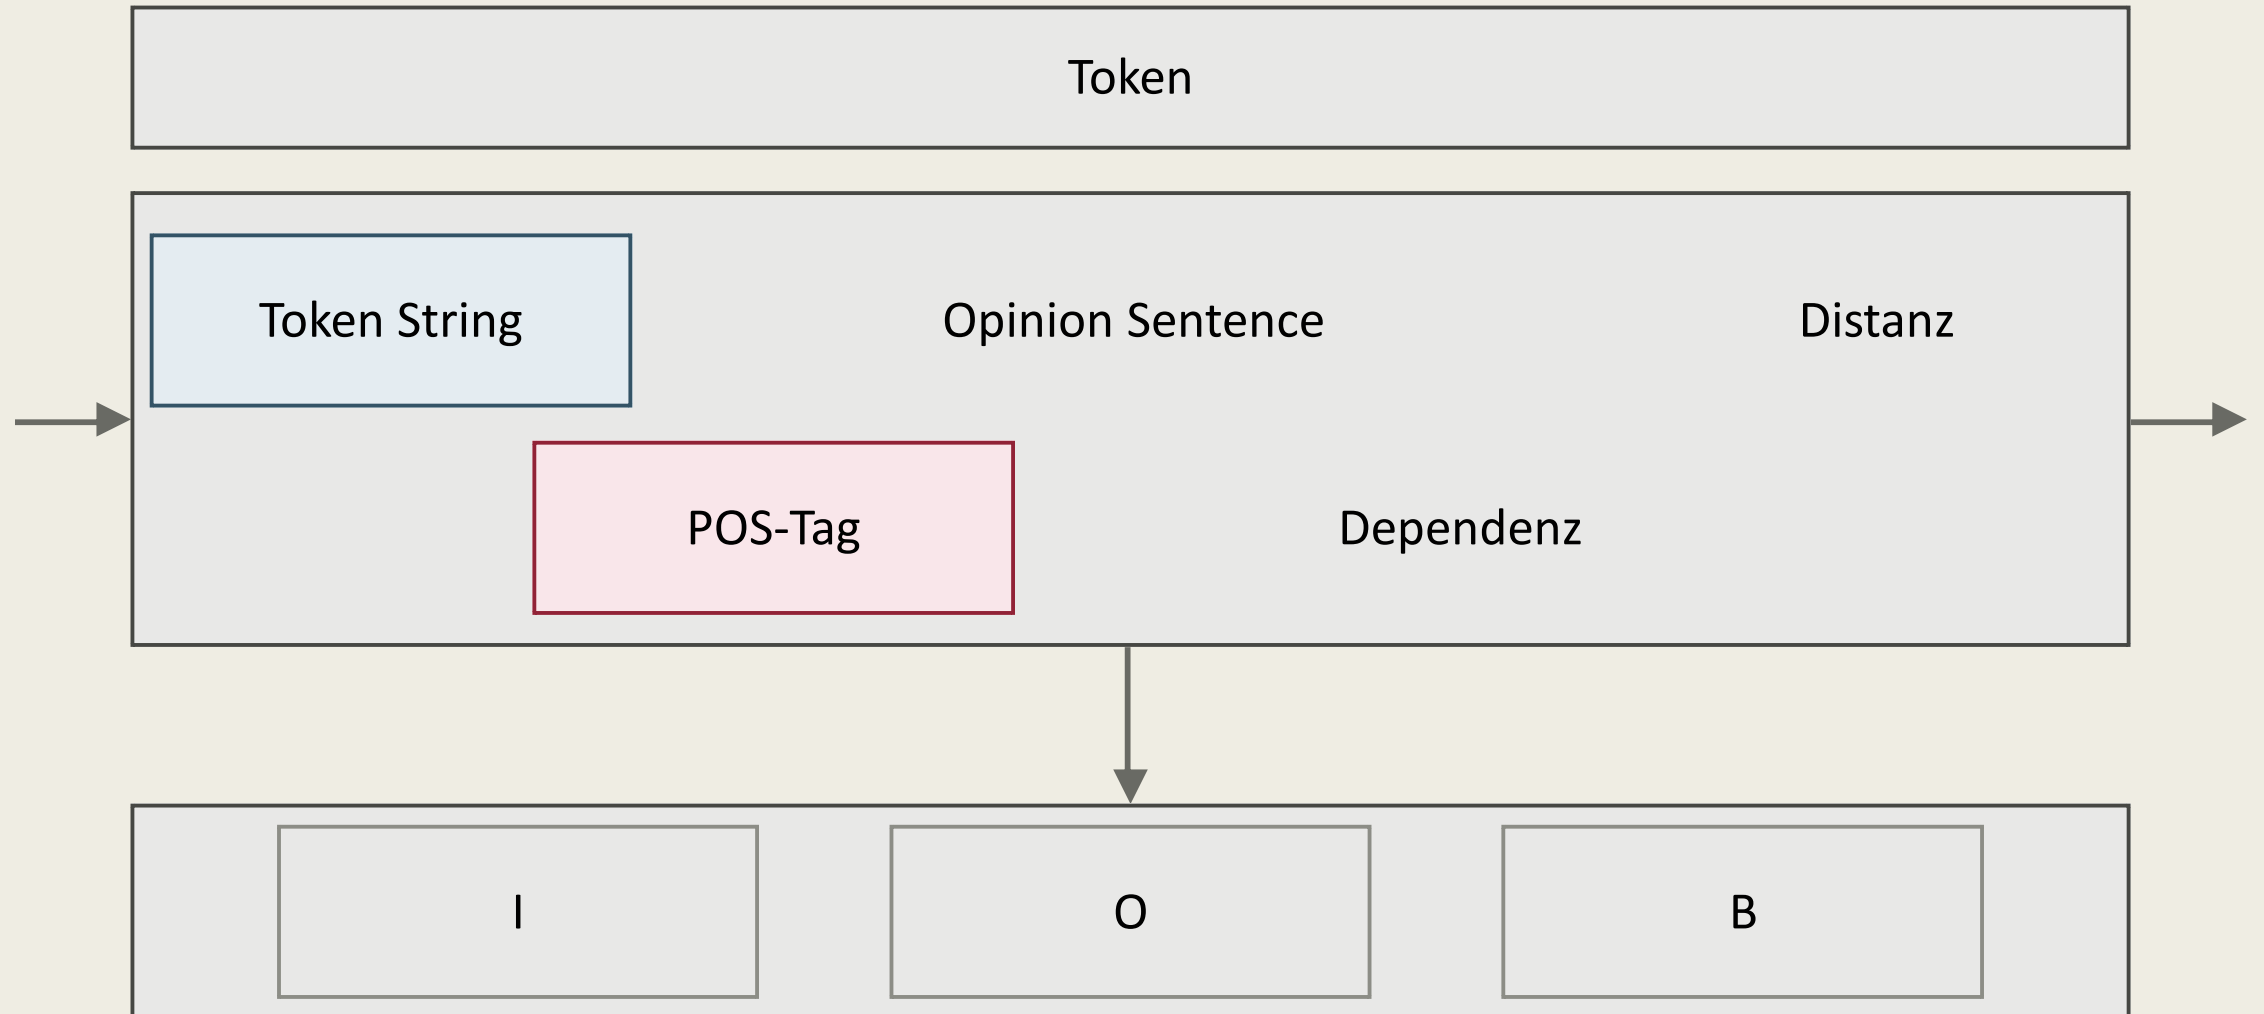 Token
Token String
Opinion Sentence
Distanz
POS-Tag
Dependenz
I
O
B